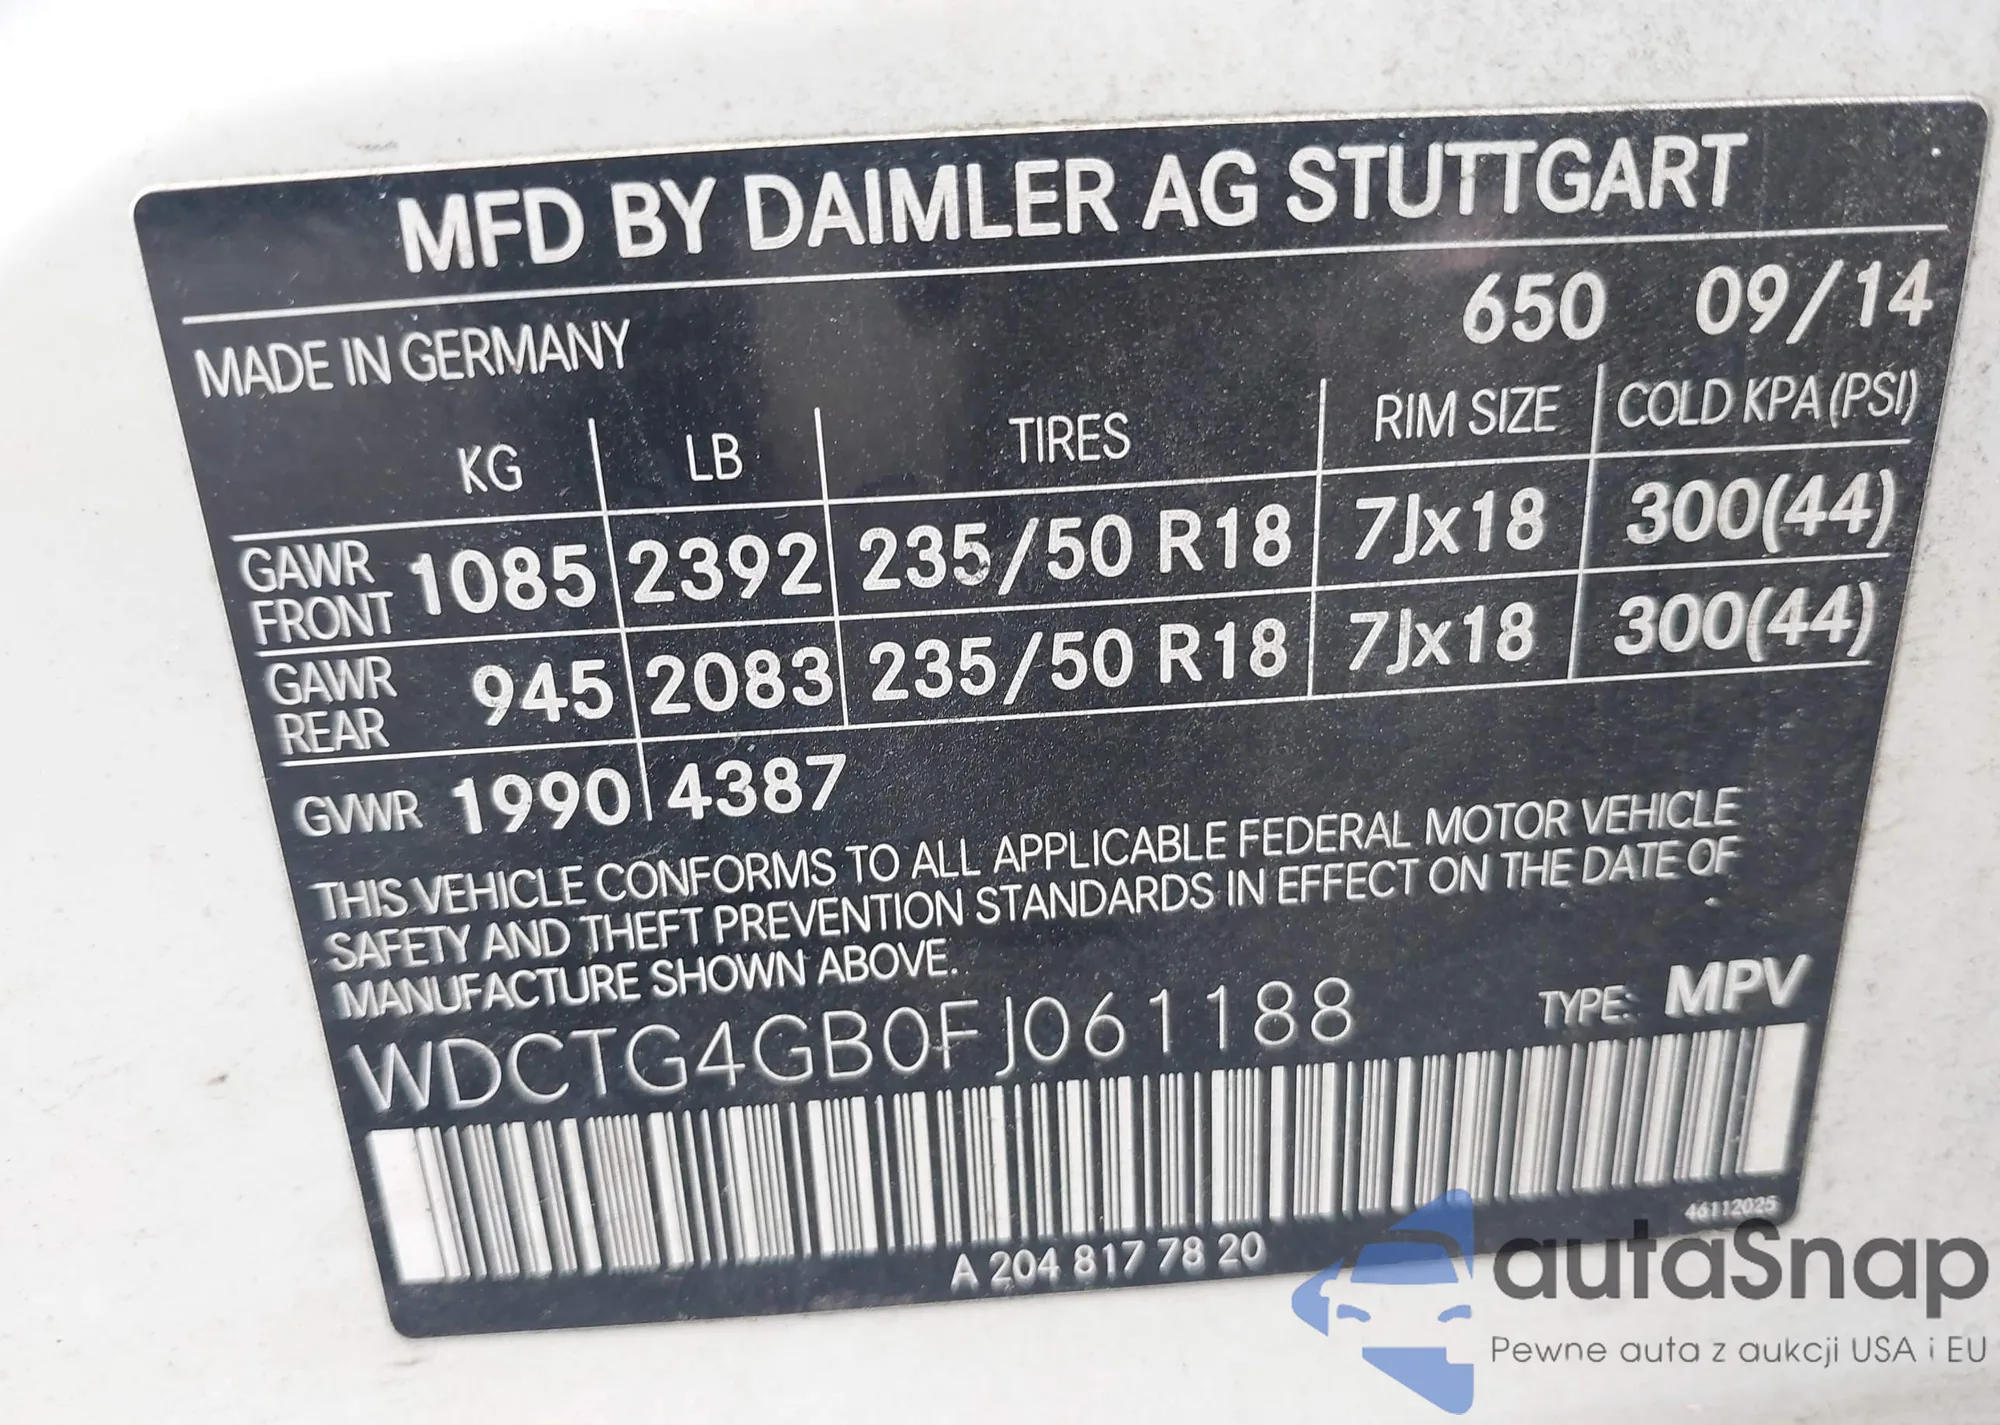 MFD BY DAIMLER AG STUTTGART
MADE IN GERMANY 650 09/14
KG LB TIRES RIM SIZE COLD KPA (PSI)
GAWR FRONT 1085 2392 235/50 R18 7Jx18 300(44)
GAWR REAR 945 2083 235/50 R18 7Jx18 300(44)
GVWR 1990 4387
THIS VEHICLE CONFORMS TO ALL APPLICABLE FEDERAL MOTOR VEHICLE
SAFETY AND THEFT PREVENTION STANDARDS IN EFFECT ON THE DATE OF
MANUFACTURE SHOWN ABOVE.
WDCTG4GB0FJ061188 TYPE: MPV
46112025
A 204 817 78 20
autaSnap
Pewne auta z aukcji USA i EU